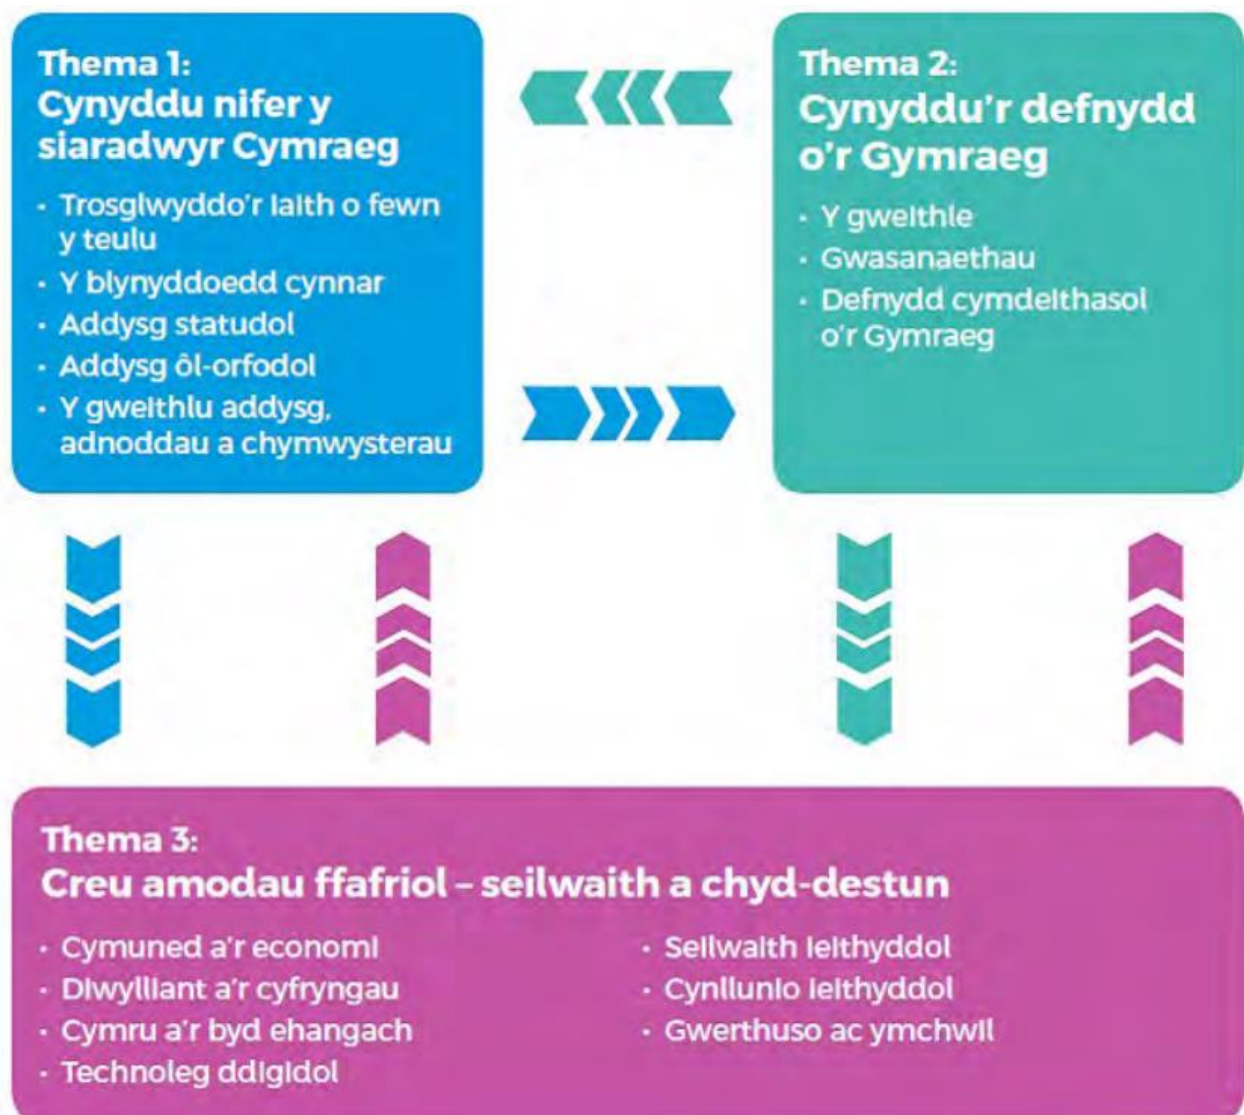 Thema 1:
Cynyddu nifer y
siaradwyr Cymraeg
· Trosglwyddo'r iaith o fewn
y teulu
· Y blynyddoedd cynnar
· Addysg statudol
· Addysg ôl-orfodol
· Y gweithlu addysg,
adnoddau a chymwysterau
Thema 2:
Cynyddu'r defnydd
o'r Gymraeg
· Y gweithle
· Gwasanaethau
· Defnydd cymdeithasol
o'r Gymraeg
Thema 3:
Creu amodau ffafriol – seilwaith a chyd-destun
· Cymuned a'r economi
· Diwylliant a'r cyfryngau
· Cymru a'r byd ehangach
· Technoleg ddigidol
· Seilwaith ieithyddol
· Cynllunio ieithyddol
· Gwerthuso ac ymchwil